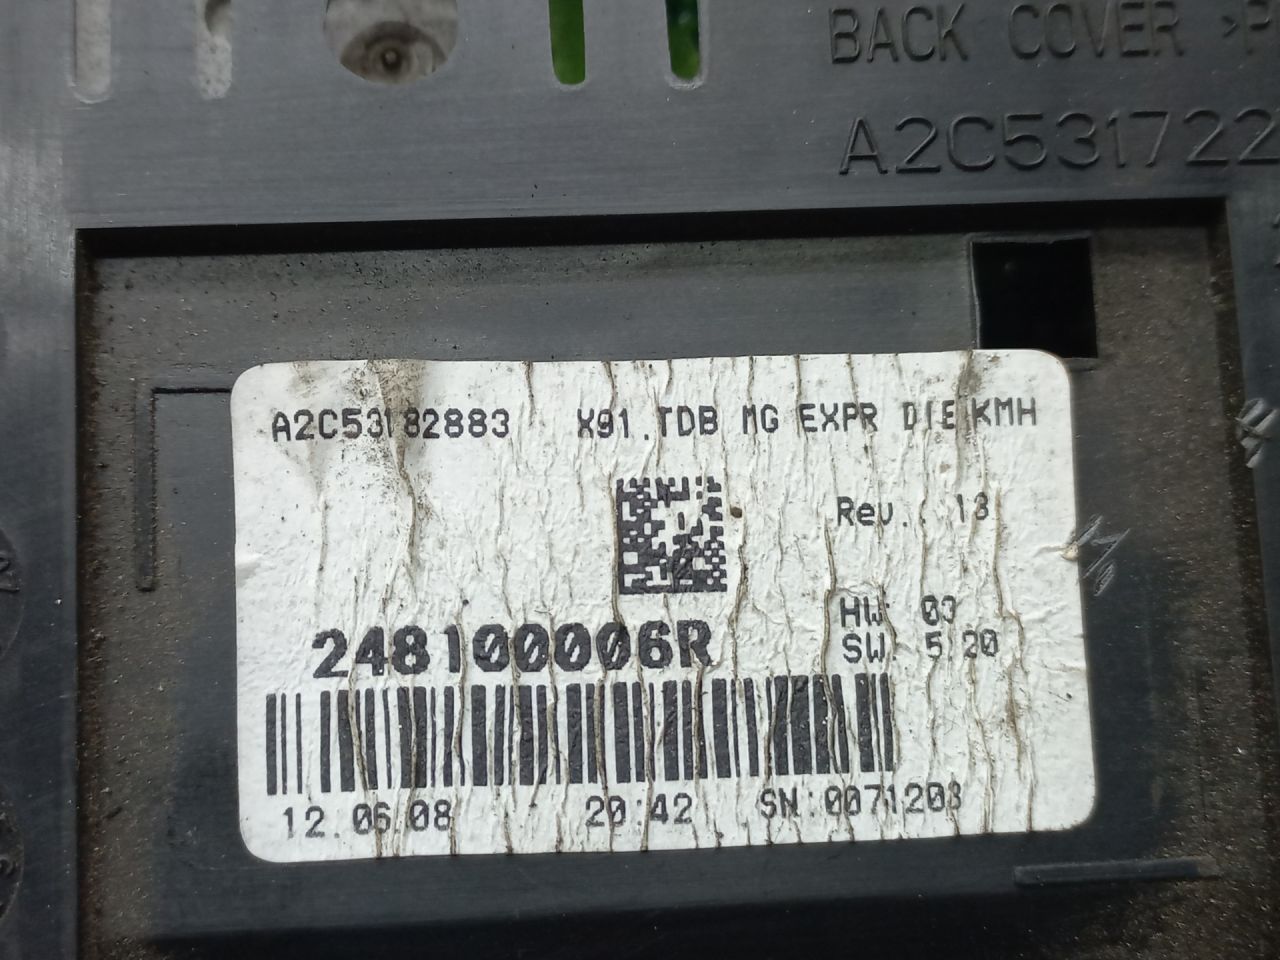 BACK COVER >P
A2C531722
A2C53182883 X91.TDB MG EXPR DIE KMH
Rev. 13
HW 03
248100006R
SW 5.20
12.06.08 20:42 SN:0071208